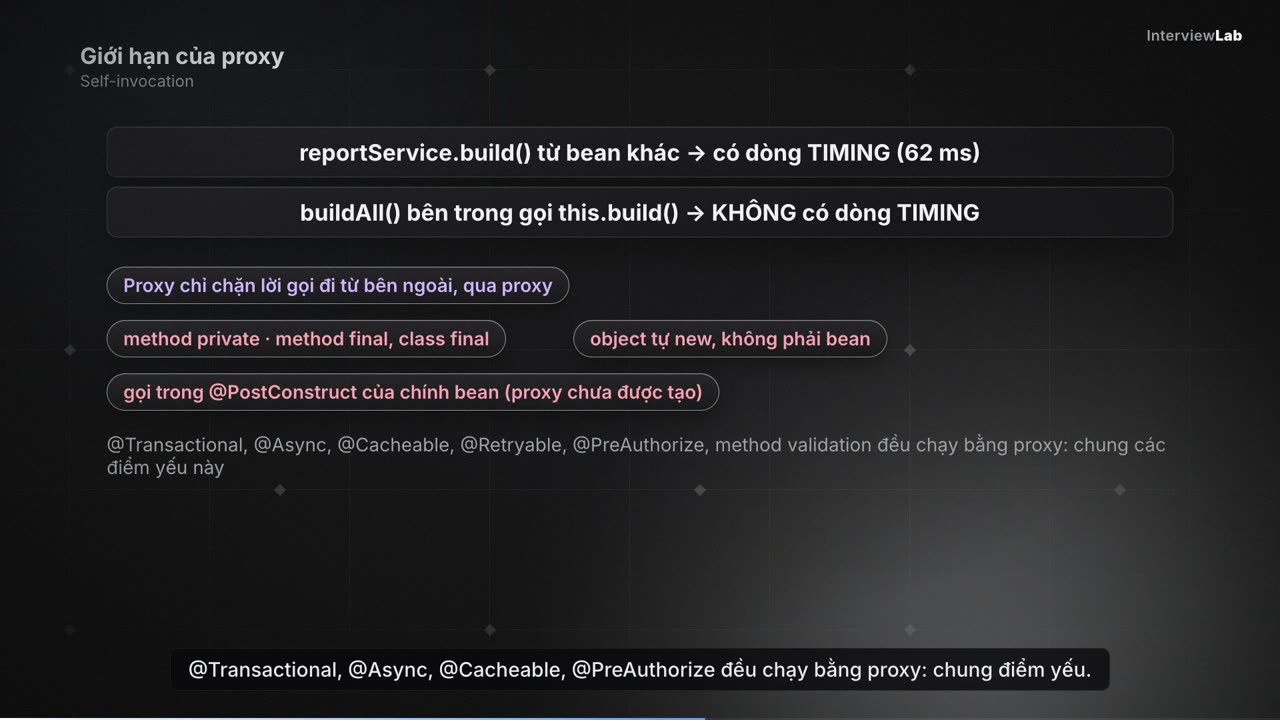 InterviewLab
Giới hạn của proxy
Self-invocation
reportService.build() từ bean khác → có dòng TIMING (62 ms)
buildAll() bên trong gọi this.build() → KHÔNG có dòng TIMING
Proxy chỉ chặn lời gọi đi từ bên ngoài, qua proxy
method private · method final, class final
object tự new, không phải bean
gọi trong @PostConstruct của chính bean (proxy chưa được tạo)
@Transactional, @Async, @Cacheable, @Retryable, @PreAuthorize, method validation đều chạy bằng proxy: chung các
điểm yếu này
@Transactional, @Async, @Cacheable, @PreAuthorize đều chạy bằng proxy: chung điểm yếu.